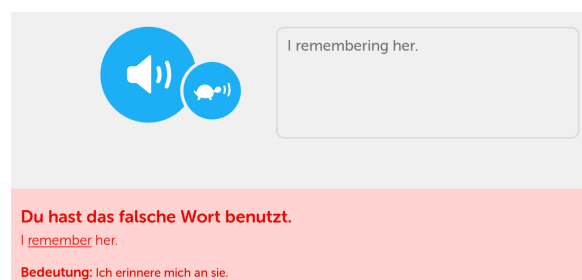 I remembering her.
Du hast das falsche Wort benutzt.
I remember her.
Bedeutung: Ich erinnere mich an sie.